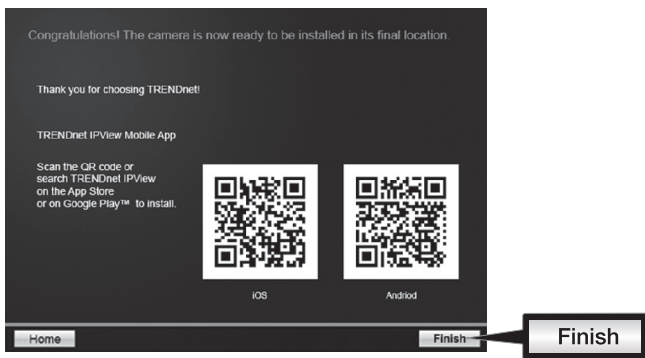 Congratulations! The camera is now ready to be installed in its final location.
Thank you for choosing TRENDnet!
TRENDnet IPView Mobile App
Scan the QR code or
search TRENDnet IPView
on the App Store
or on Google Play™ to install.
iOS
Andriod
Home
Finish
Finish